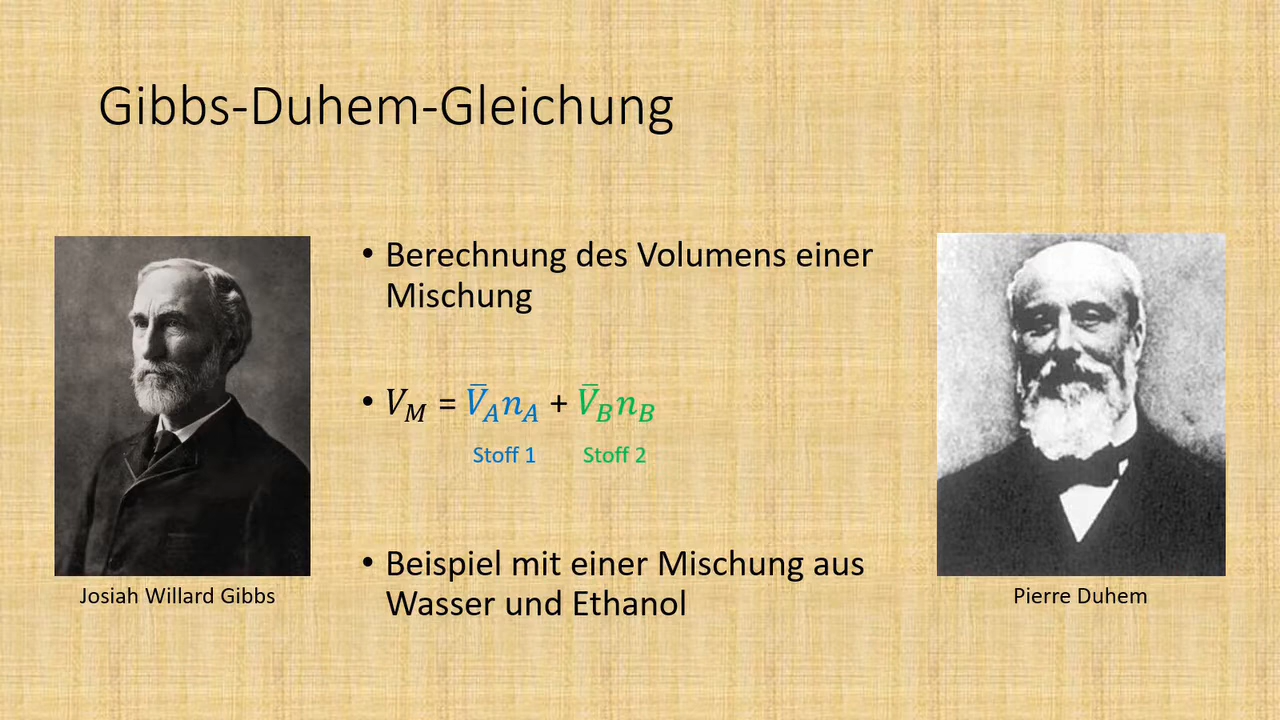 Gibbs-Duhem-Gleichung
• Berechnung des Volumens einer
Mischung
• V_M = V̅_A n_A + V̅_B n_B
Stoff 1 Stoff 2
• Beispiel mit einer Mischung aus
Wasser und Ethanol
Josiah Willard Gibbs
Pierre Duhem